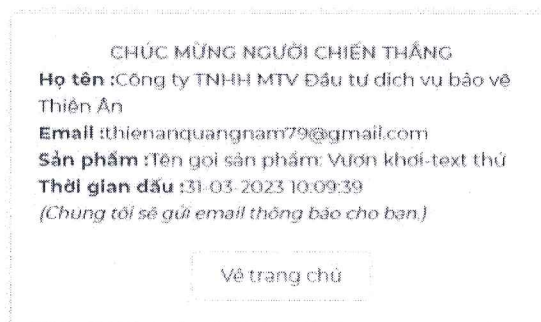 CHÚC MỪNG NGƯỜI CHIẾN THẮNG
Họ tên :Công ty TNHH MTV Đầu tư dịch vụ bảo vệ
Thiên Ân
Email :thienanquangnam79@gmail.com
Sản phẩm :Tên gọi sản phẩm: Vươn khơi-text thử
Thời gian đấu :31-03-2023 10:09:39
(Chúng tôi sẽ gửi email thông báo cho bạn.)
Về trang chủ